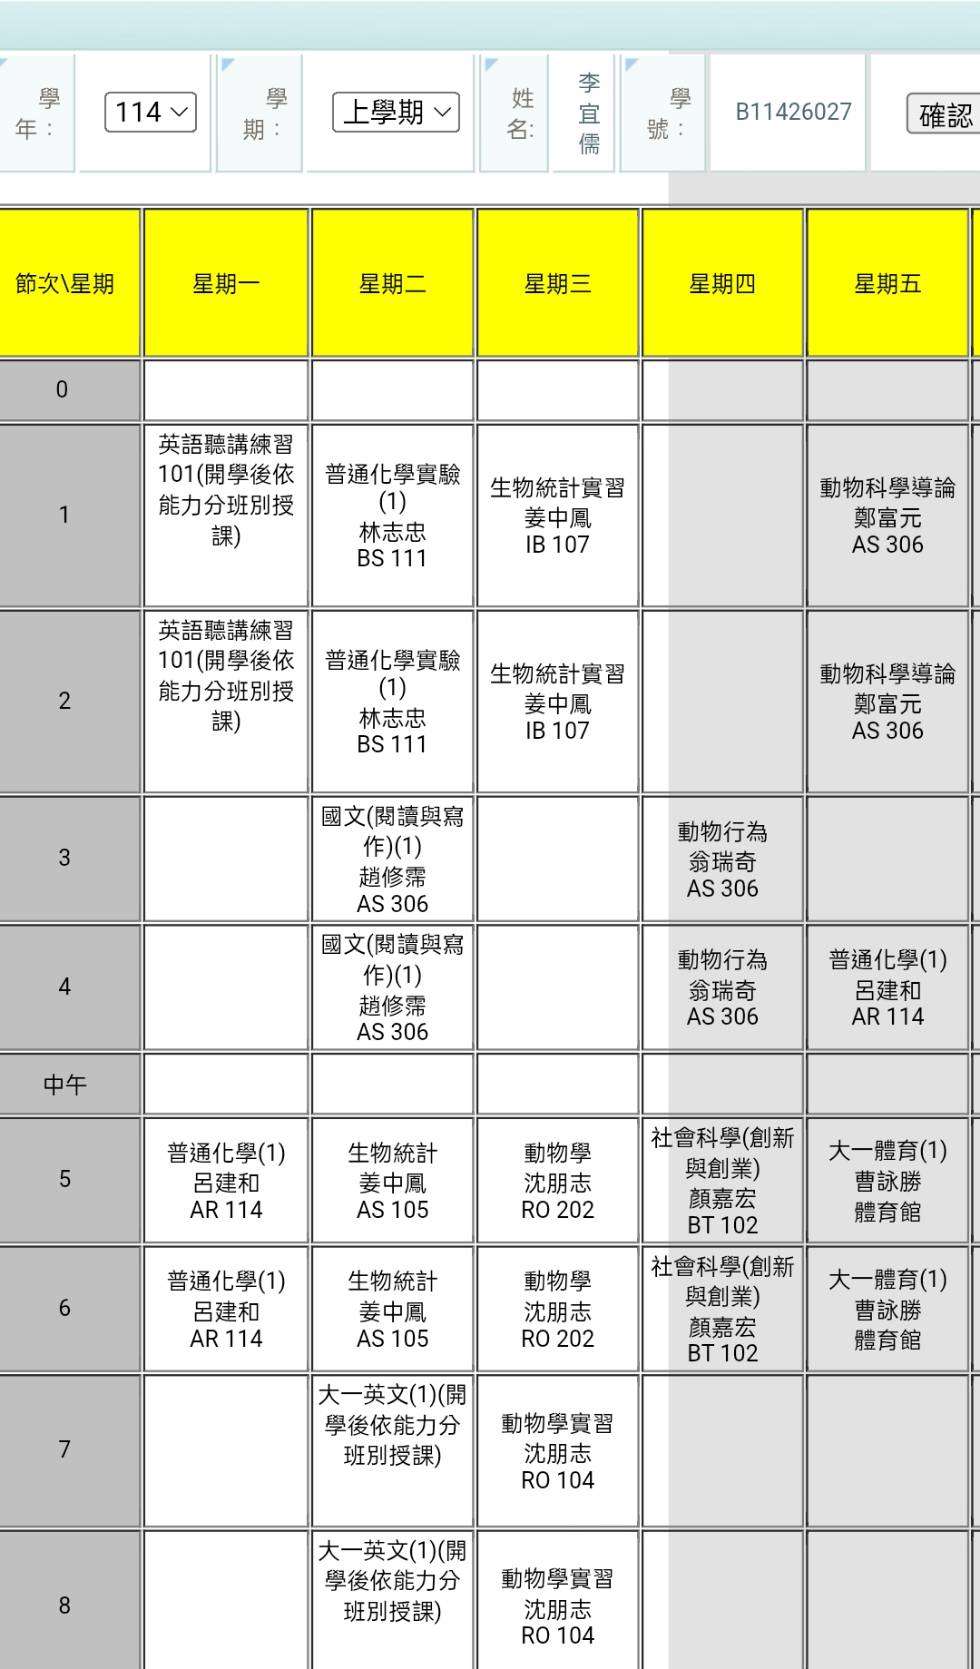 學年： 114 學期： 上學期 姓名: 李宜儒 學號： B11426027 確認
節次\星期 星期一 星期二 星期三 星期四 星期五
0
1
英語聽講練習
101(開學後依
能力分班別授
課)
普通化學實驗
(1)
林志忠
BS 111
生物統計實習
姜中鳳
IB 107
動物科學導論
鄭富元
AS 306
2
英語聽講練習
101(開學後依
能力分班別授
課)
普通化學實驗
(1)
林志忠
BS 111
生物統計實習
姜中鳳
IB 107
動物科學導論
鄭富元
AS 306
3
國文(閱讀與寫
作)(1)
趙修霈
AS 306
動物行為
翁瑞奇
AS 306
4
國文(閱讀與寫
作)(1)
趙修霈
AS 306
動物行為
翁瑞奇
AS 306
普通化學(1)
呂建和
AR 114
中午
5
普通化學(1)
呂建和
AR 114
生物統計
姜中鳳
AS 105
動物學
沈朋志
RO 202
社會科學(創新
與創業)
顏嘉宏
BT 102
大一體育(1)
曹詠勝
體育館
6
普通化學(1)
呂建和
AR 114
生物統計
姜中鳳
AS 105
動物學
沈朋志
RO 202
社會科學(創新
與創業)
顏嘉宏
BT 102
大一體育(1)
曹詠勝
體育館
7
大一英文(1)(開
學後依能力分
班別授課)
動物學實習
沈朋志
RO 104
8
大一英文(1)(開
學後依能力分
班別授課)
動物學實習
沈朋志
RO 104